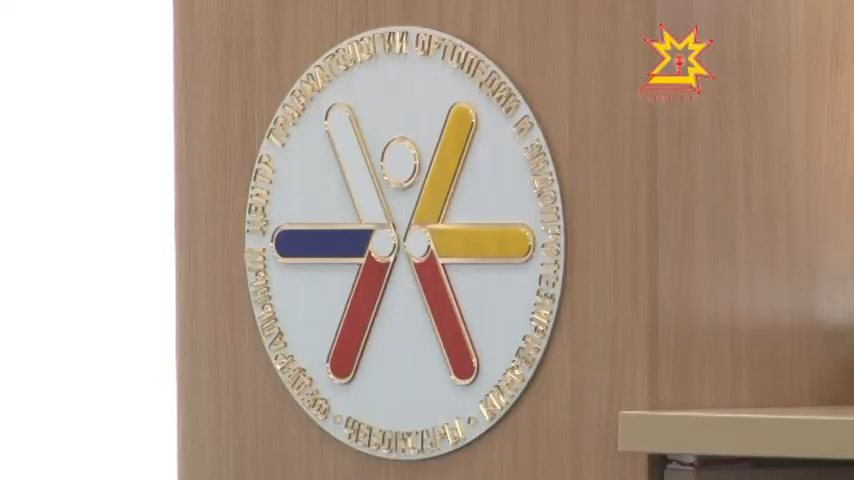 ФЕДЕРАЛЬНЫЙ ЦЕНТР ТРАВМАТОЛОГИИ ОРТОПЕДИИ И ЭНДОПРОТЕЗИРОВАНИЯ · Г. ЧЕБОКСАРЫ ·